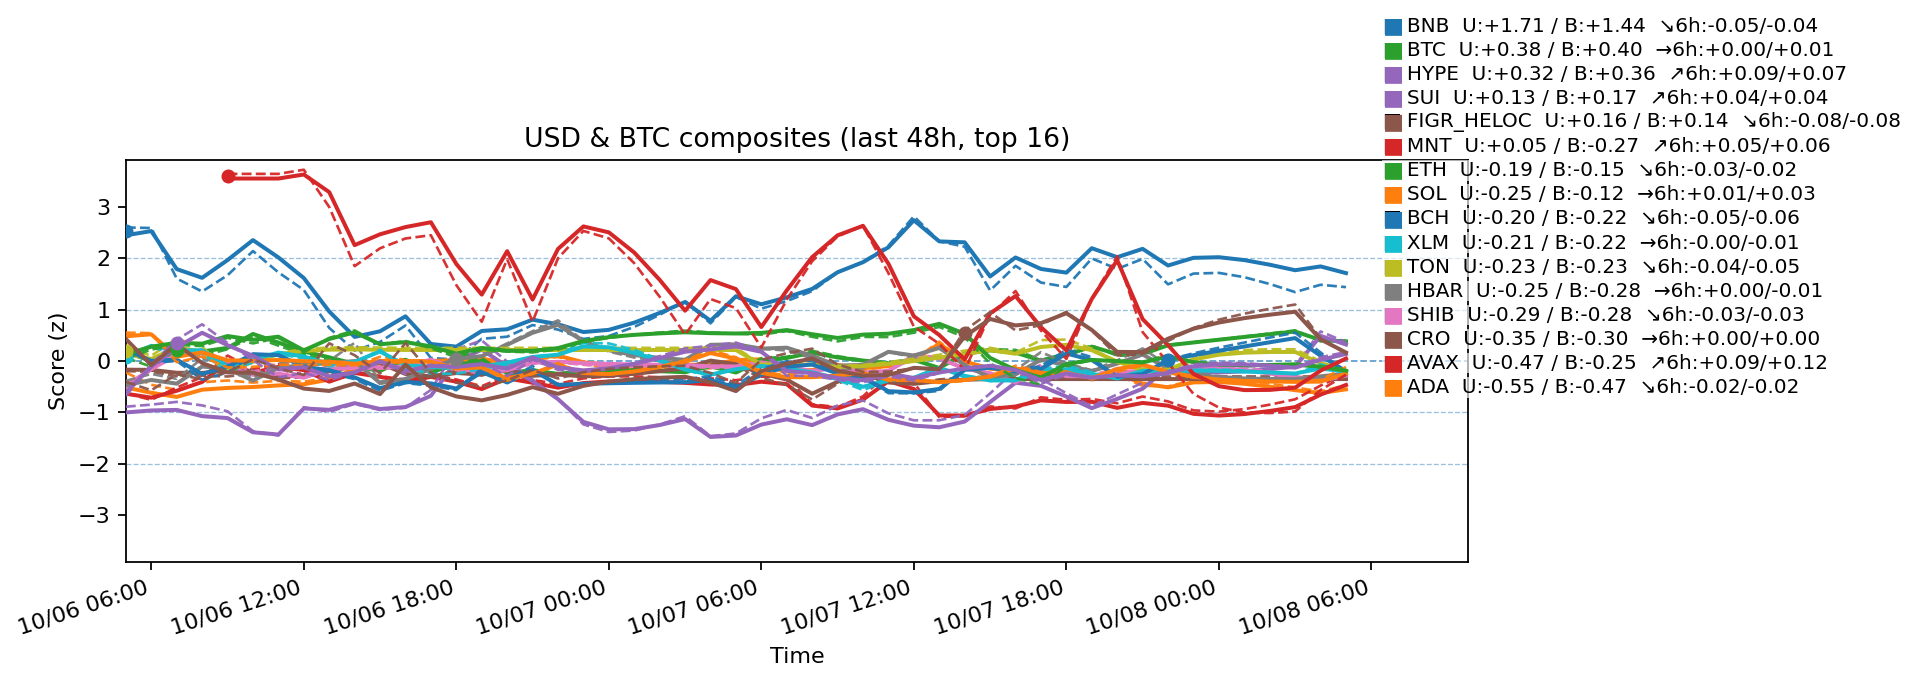 BNB U:+1.71 / B:+1.44 ↘6h:-0.05/-0.04
BTC U:+0.38 / B:+0.40 →6h:+0.00/+0.01
HYPE U:+0.32 / B:+0.36 ↗6h:+0.09/+0.07
SUI U:+0.13 / B:+0.17 ↗6h:+0.04/+0.04
FIGR_HELOC U:+0.16 / B:+0.14 ↘6h:-0.08/-0.08
MNT U:+0.05 / B:-0.27 ↗6h:+0.05/+0.06
ETH U:-0.19 / B:-0.15 ↘6h:-0.03/-0.02
SOL U:-0.25 / B:-0.12 →6h:+0.01/+0.03
BCH U:-0.20 / B:-0.22 ↘6h:-0.05/-0.06
XLM U:-0.21 / B:-0.22 →6h:-0.00/-0.01
TON U:-0.23 / B:-0.23 ↘6h:-0.04/-0.05
HBAR U:-0.25 / B:-0.28 →6h:+0.00/-0.01
SHIB U:-0.29 / B:-0.28 ↘6h:-0.03/-0.03
CRO U:-0.35 / B:-0.30 →6h:+0.00/+0.00
AVAX U:-0.47 / B:-0.25 ↗6h:+0.09/+0.12
ADA U:-0.55 / B:-0.47 ↘6h:-0.02/-0.02
USD & BTC composites (last 48h, top 16)
Score (z)
3
2
1
0
−1
−2
−3
10/06 06:00
10/06 12:00
10/06 18:00
10/07 00:00
10/07 06:00
10/07 12:00
10/07 18:00
10/08 00:00
10/08 06:00
Time